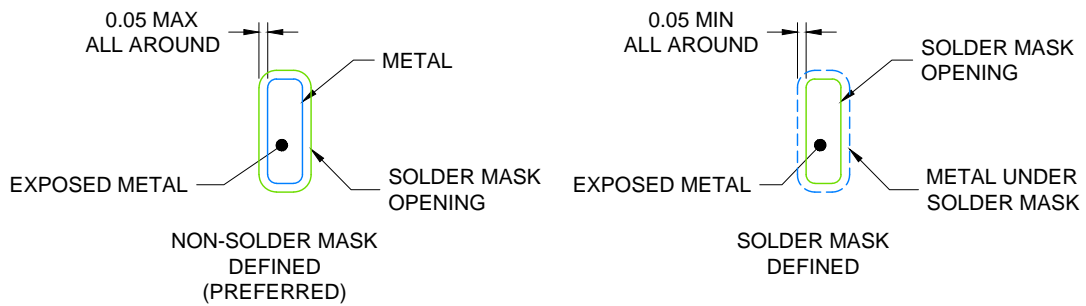 0.05 MAX
ALL AROUND
METAL
EXPOSED METAL
SOLDER MASK
OPENING
NON-SOLDER MASK
DEFINED
(PREFERRED)
0.05 MIN
ALL AROUND
SOLDER MASK
OPENING
EXPOSED METAL
METAL UNDER
SOLDER MASK
SOLDER MASK
DEFINED